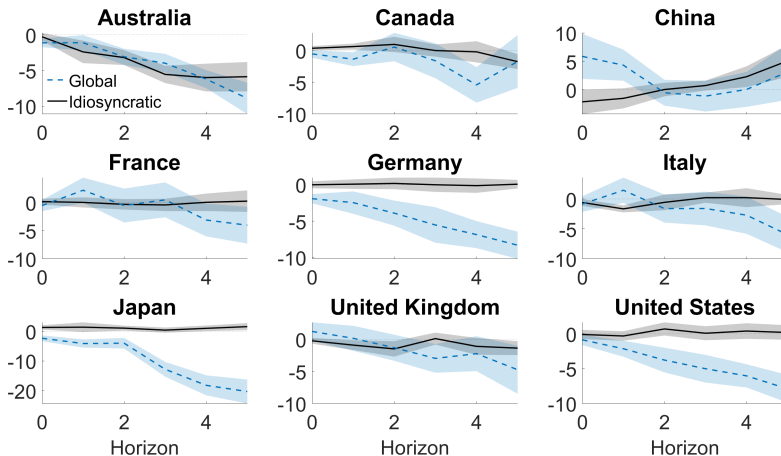 Australia
Canada
China
0
-5
-10
Global
Idiosyncratic
0 2 4
0
-5
-10
0 2 4
10
5
0
0 2 4
France
Germany
Italy
0
-5
-10
0 2 4
0
-5
-10
0 2 4
0
-5
-10
0 2 4
Japan
United Kingdom
United States
0
-10
-20
0 2 4
Horizon
0
-5
-10
0 2 4
Horizon
0
-5
-10
0 2 4
Horizon